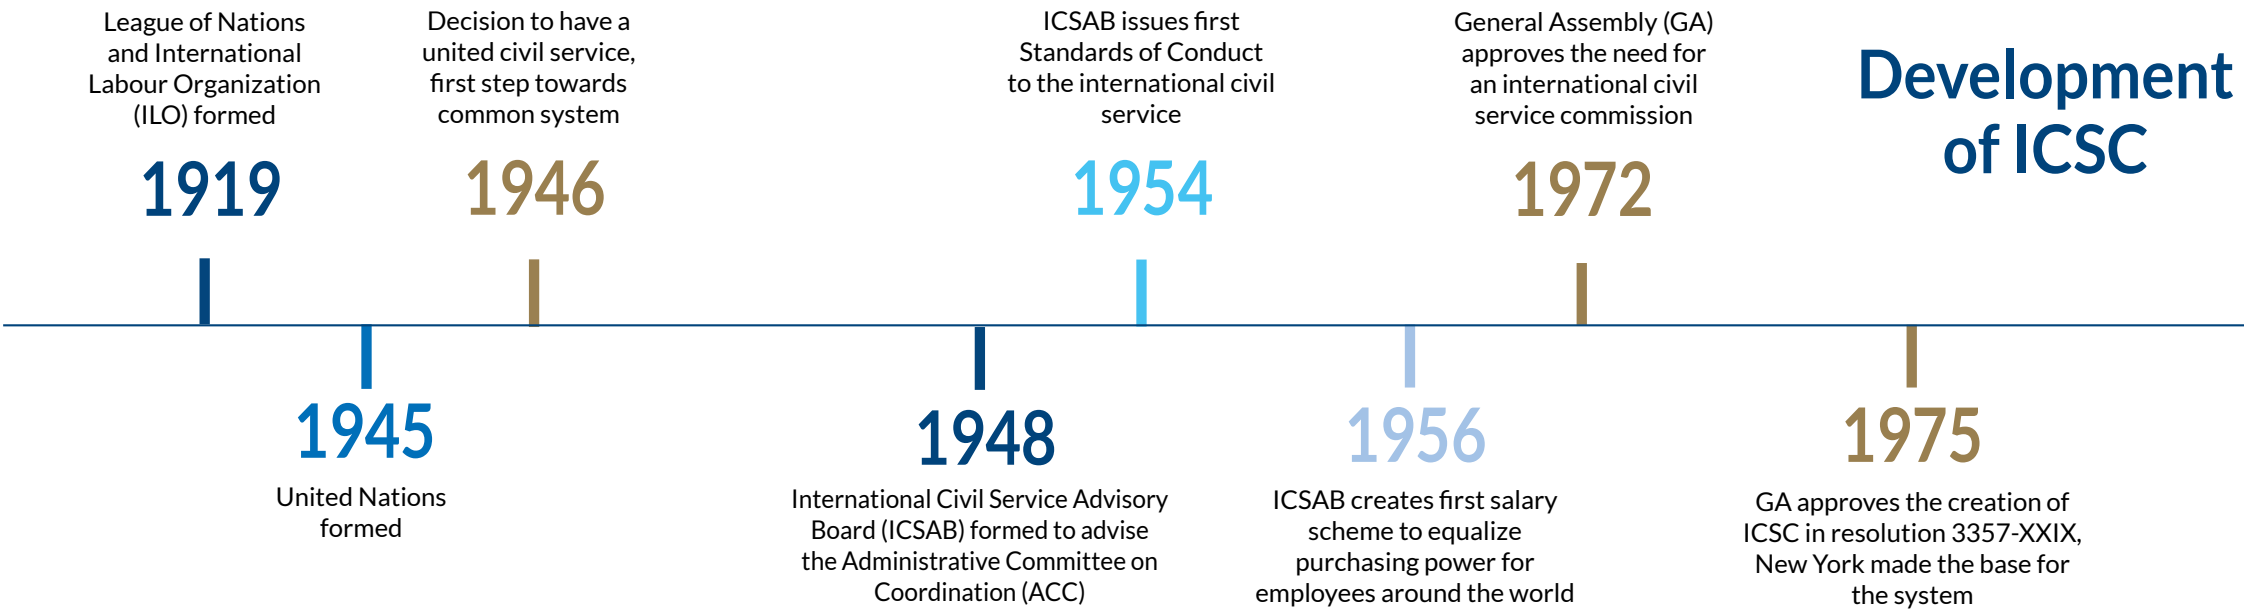 League of Nations
and International
Labour Organization
(ILO) formed
1919
United Nations
formed
1945
Decision to have a
united civil service,
first step towards
common system
1946
1948
International Civil Service Advisory
Board (ICSAB) formed to advise
the Administrative Committee on
Coordination (ACC)
ICSAB issues first
Standards of Conduct
to the international civil
service
1954
1956
ICSAB creates first salary
scheme to equalize
purchasing power for
employees around the world
General Assembly (GA)
approves the need for
an international civil
service commission
1972
1975
GA approves the creation of
ICSC in resolution 3357-XXIX,
New York made the base for
the system
Development
of ICSC